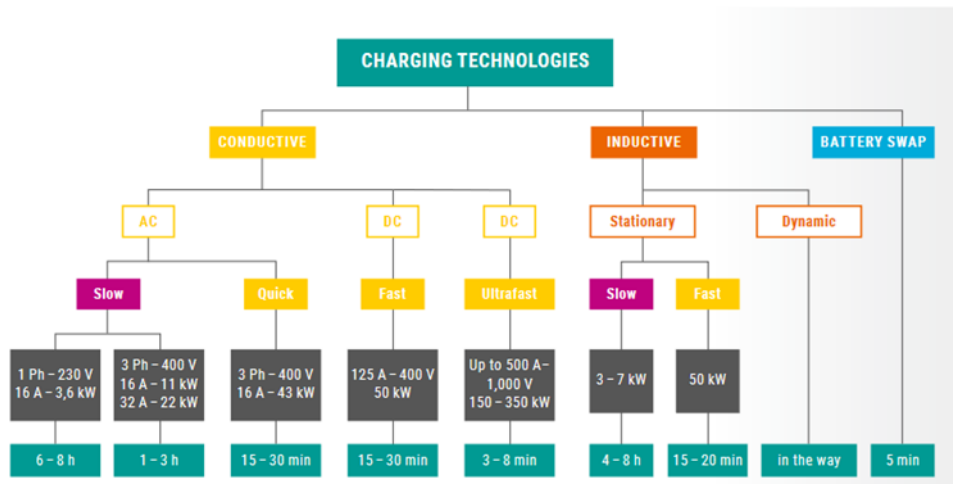 CHARGING TECHNOLOGIES
CONDUCTIVE
INDUCTIVE
BATTERY SWAP
AC
DC
DC
Stationary
Dynamic
Slow
Quick
Fast
Ultrafast
Slow
Fast
1 Ph – 230 V
16 A – 3,6 kW
3 Ph – 400 V
16 A – 11 kW
32 A – 22 kW
3 Ph – 400 V
16 A – 43 kW
125 A – 400 V
50 kW
Up to 500 A–
1,000 V
150 – 350 kW
3 – 7 kW
50 kW
6 – 8 h
1 – 3 h
15 – 30 min
15 – 30 min
3 – 8 min
4 – 8 h
15 – 20 min
in the way
5 min